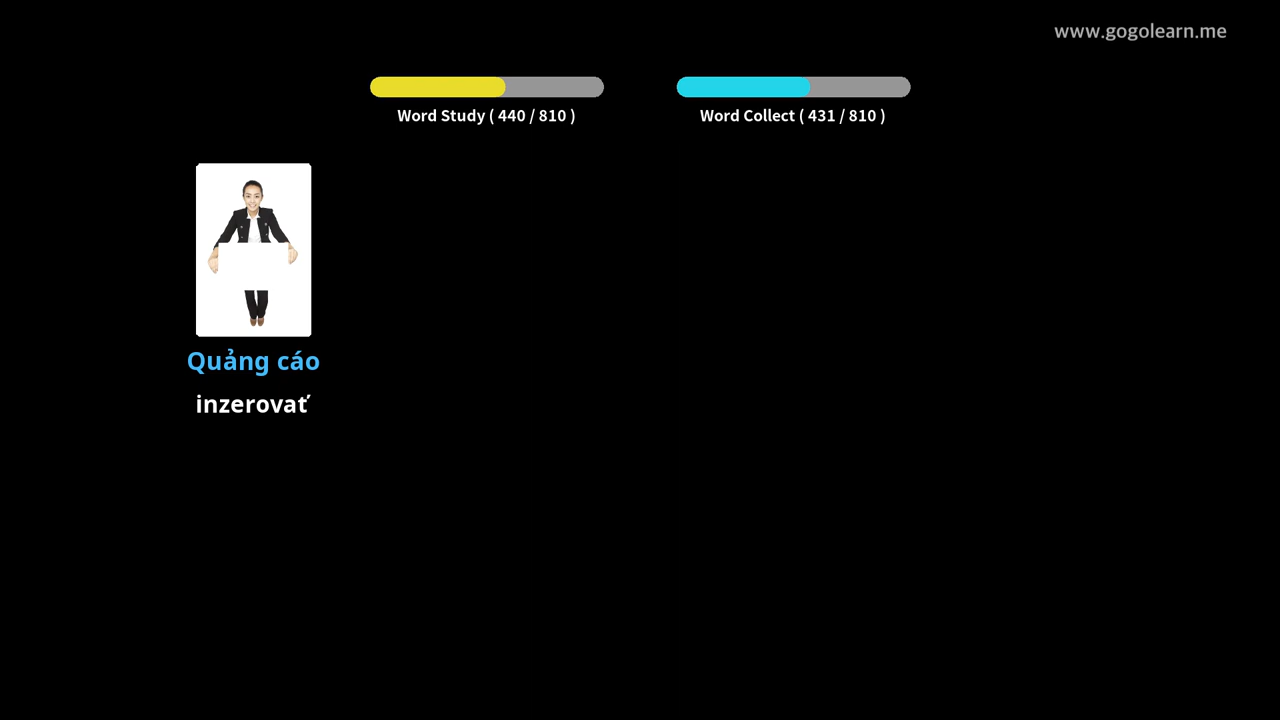 www.gogolearn.me
Word Study ( 440 / 810 )
Word Collect ( 431 / 810 )
Quảng cáo
inzerovať